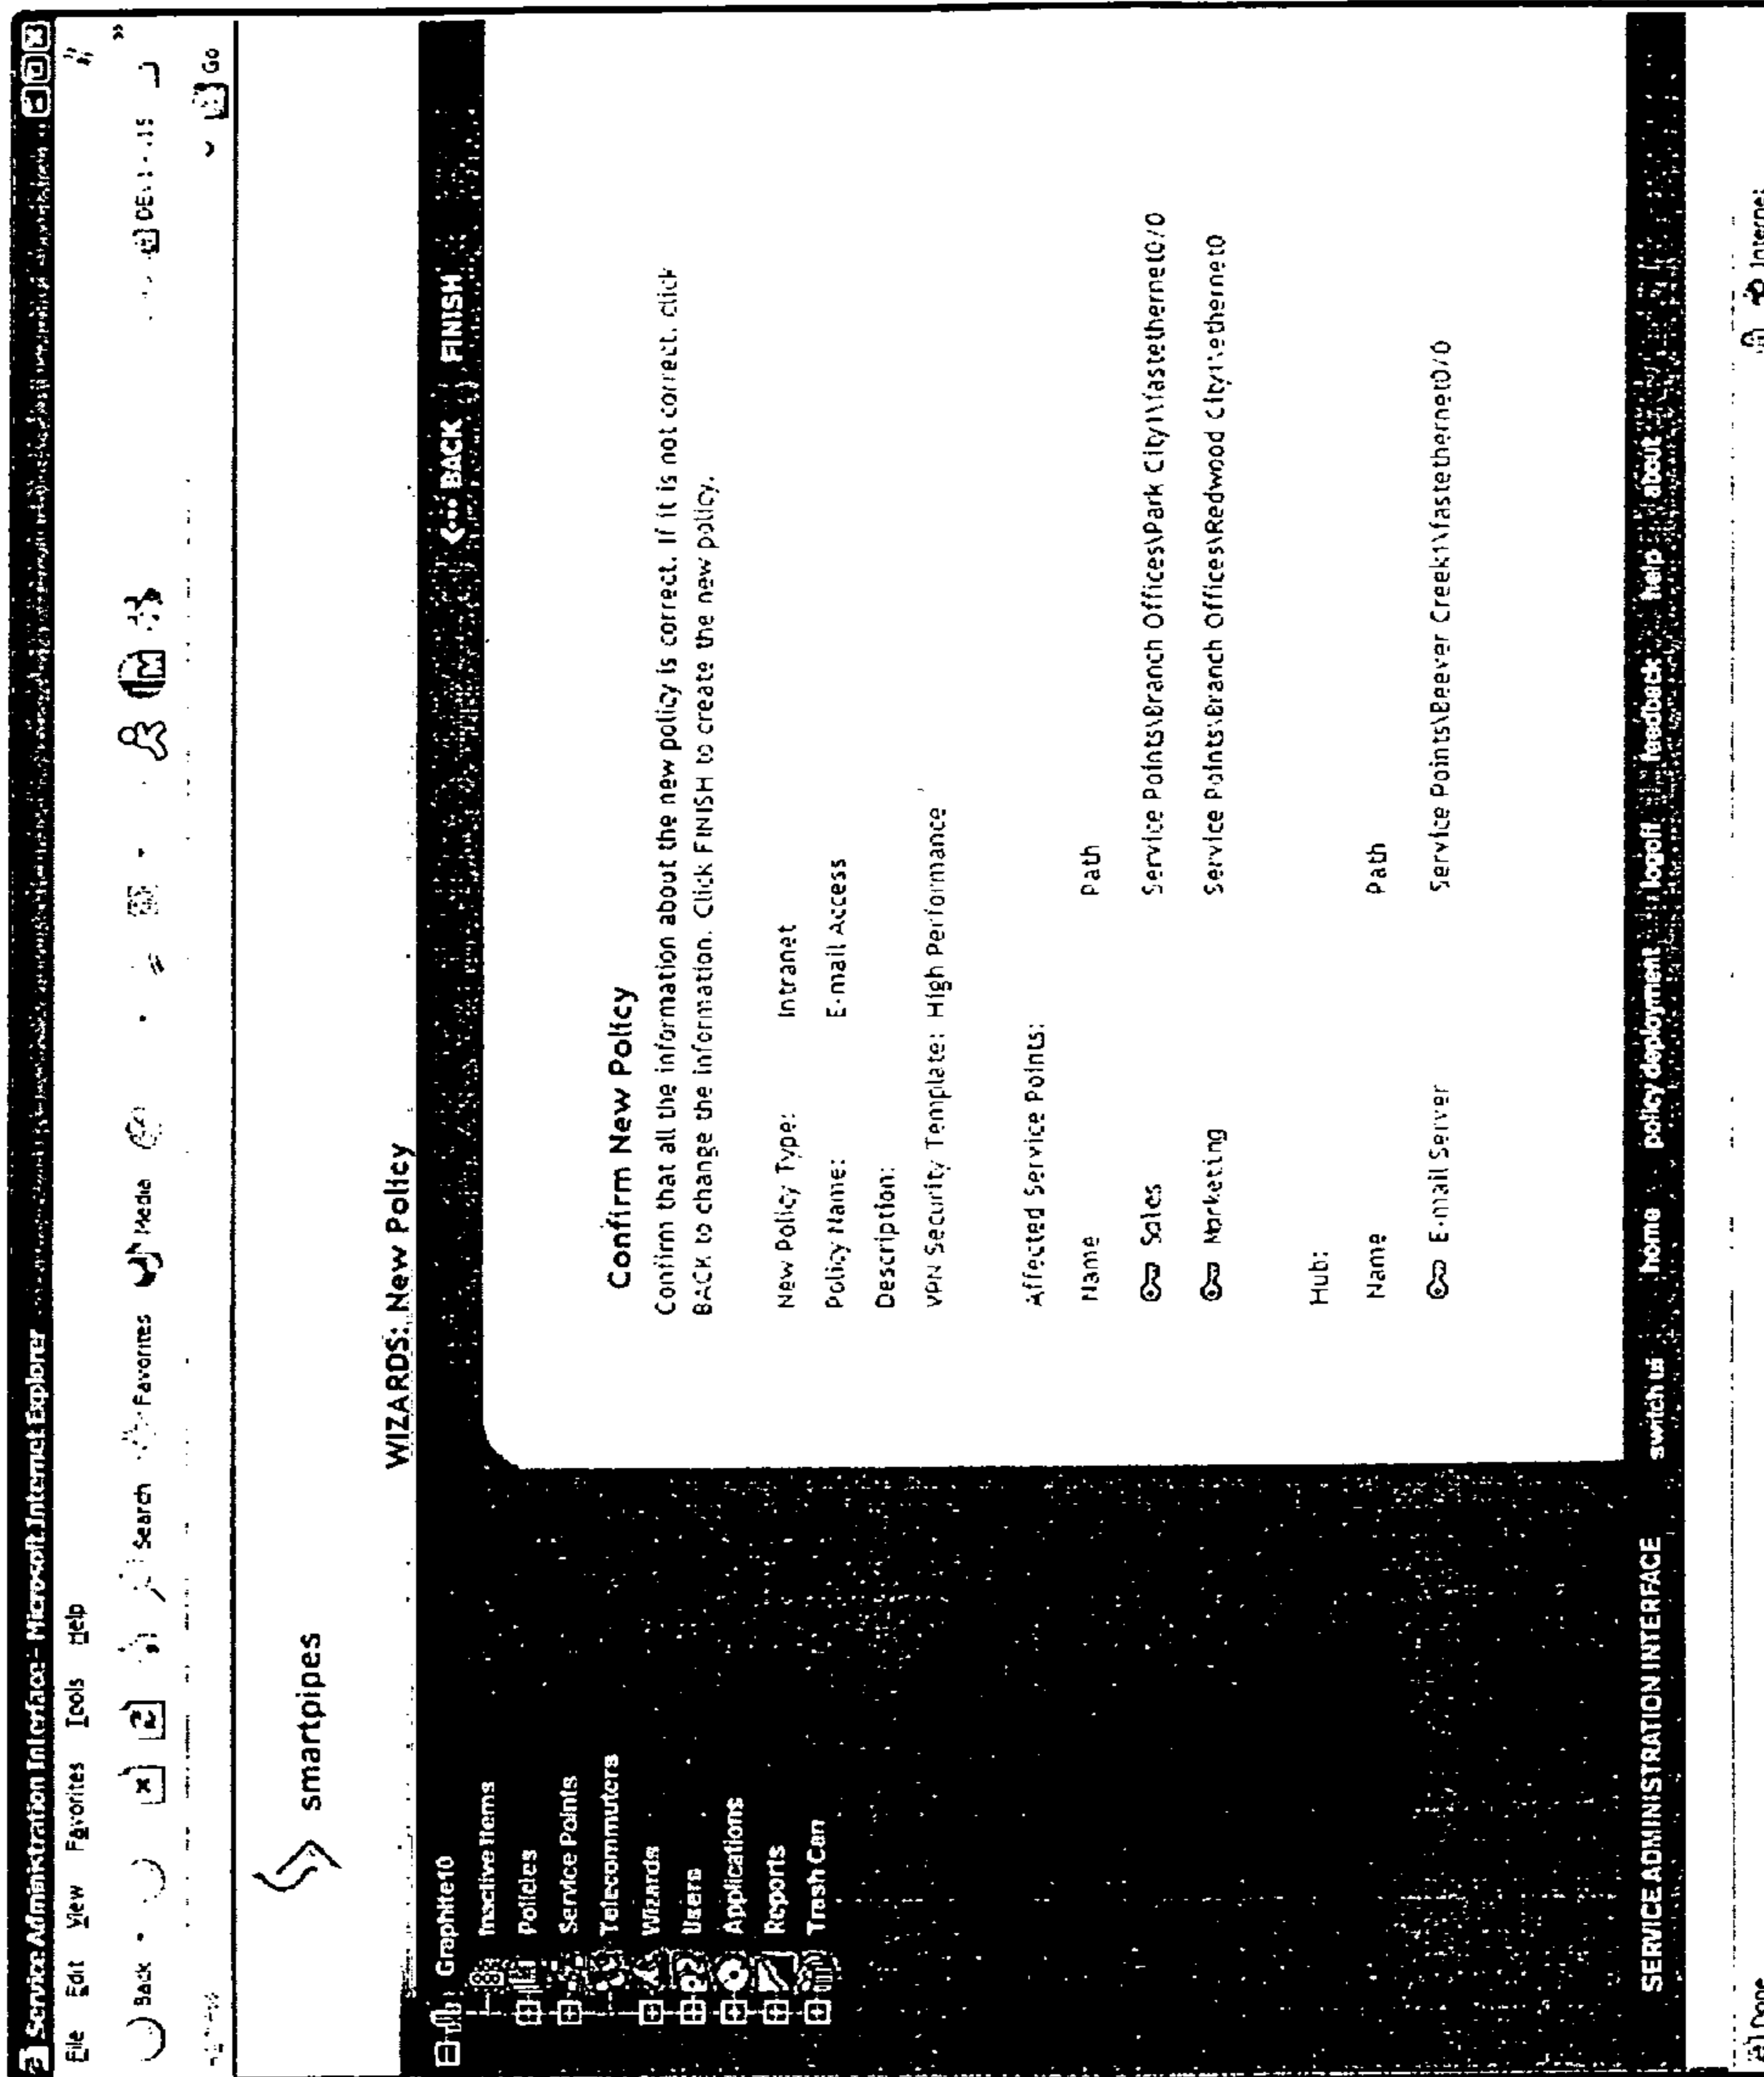 Service Administration Interface - Microsoft Internet Explorer
File Edit View Favorites Tools Help
Back Search Favorites Media
Go
smartpipes
WIZARDS: New Policy
Graphite10
<--- BACK | FINISH
Inactive Items
Policies
Service Points
Telecommuters
Wizards
Users
Applications
Reports
Trash Can
Confirm New Policy
Confirm that all the information about the new policy is correct. If it is not correct, click
BACK to change the information. Click FINISH to create the new policy.
New Policy Type: Intranet
Policy Name: E-mail Access
Description:
VPN Security Template: High Performance
Affected Service Points:
Name Path
Sales Service Points\Branch Offices\Park City1\fastethernet0/0
Marketing Service Points\Branch Offices\Redwood City1\ethernet0
Hub:
Name Path
E-mail Server Service Points\Beever Creek1\fastethernet0/0
SERVICE ADMINISTRATION INTERFACE
switch ui home policy deployment logoff feedback help about
Done Internet